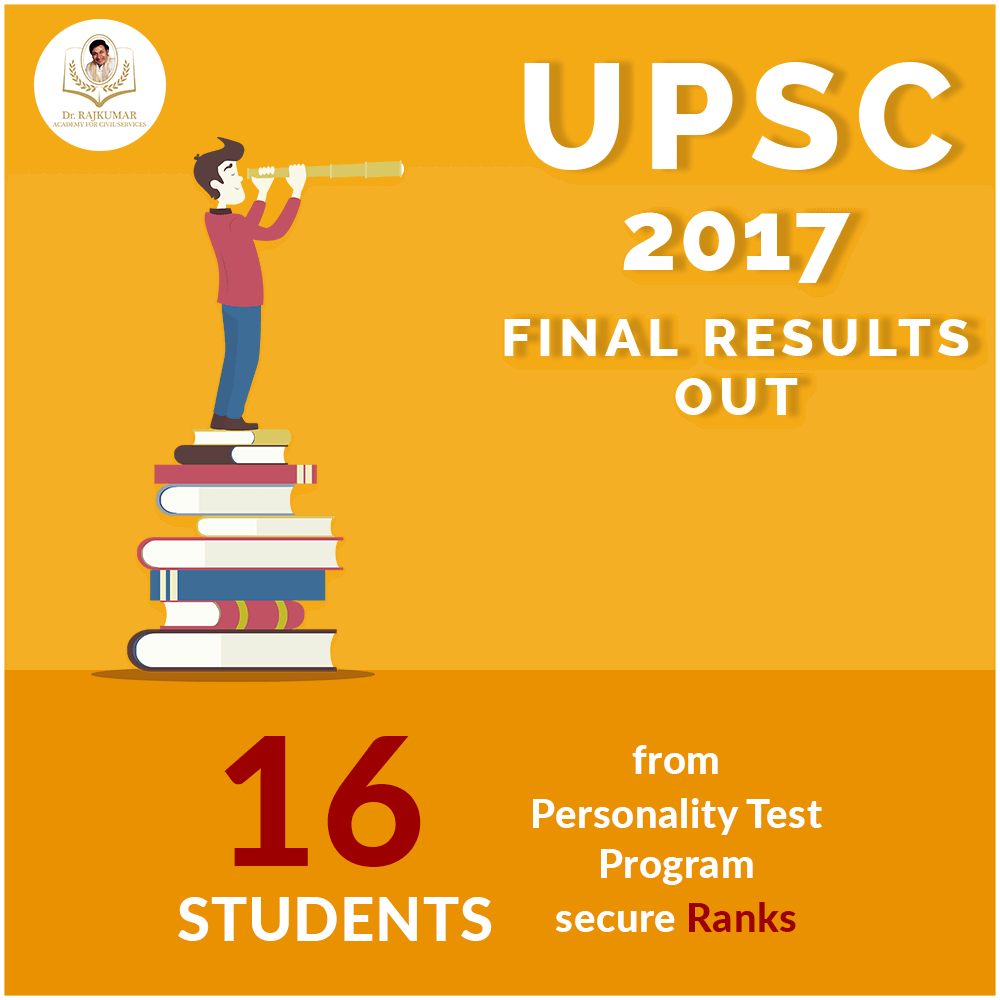 Dr. RAJKUMAR
ACADEMY FOR CIVIL SERVICES
UPSC
2017
FINAL RESULTS
OUT
16
STUDENTS
from
Personality Test
Program
secure Ranks